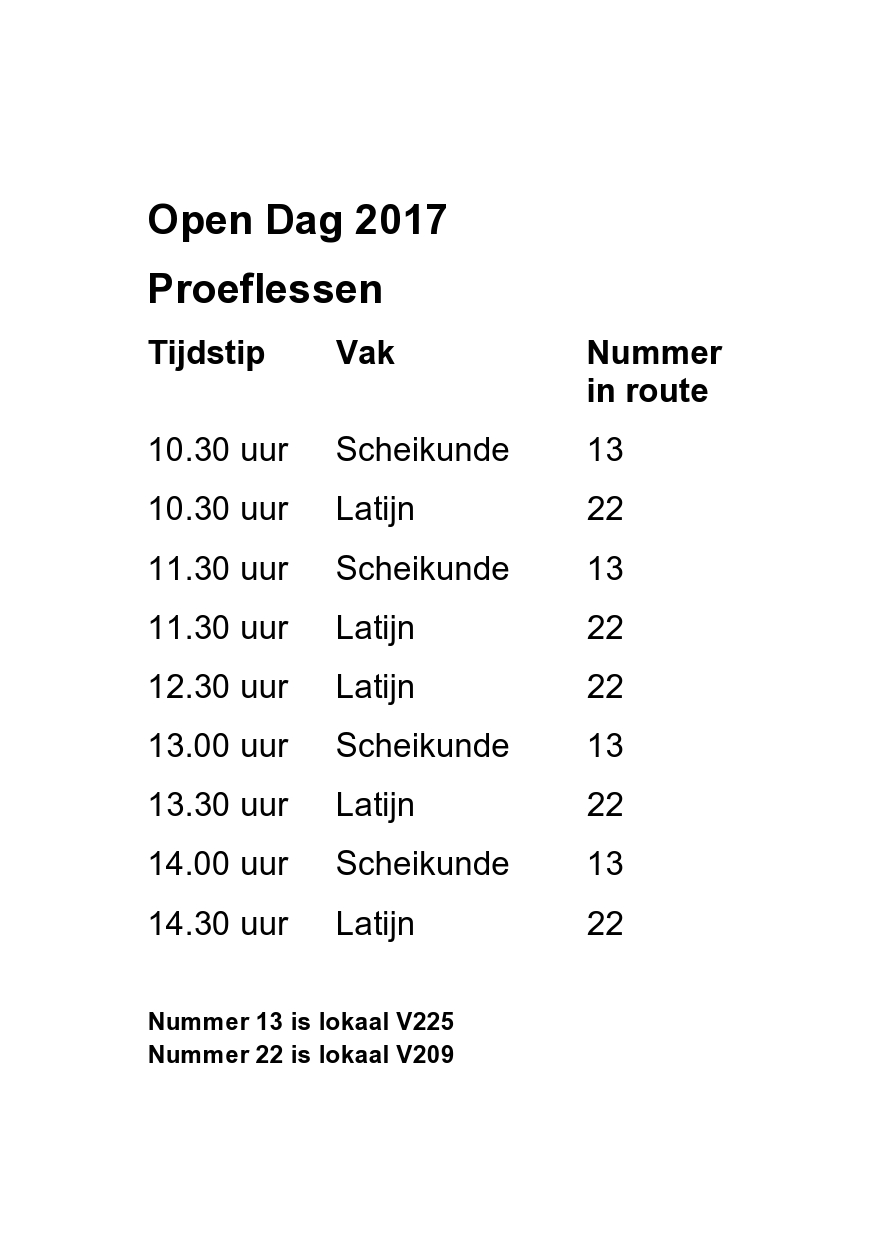 Open Dag 2017
Proeflessen
Tijdstip Vak Nummer
in route
10.30 uur Scheikunde 13
10.30 uur Latijn 22
11.30 uur Scheikunde 13
11.30 uur Latijn 22
12.30 uur Latijn 22
13.00 uur Scheikunde 13
13.30 uur Latijn 22
14.00 uur Scheikunde 13
14.30 uur Latijn 22
Nummer 13 is lokaal V225
Nummer 22 is lokaal V209